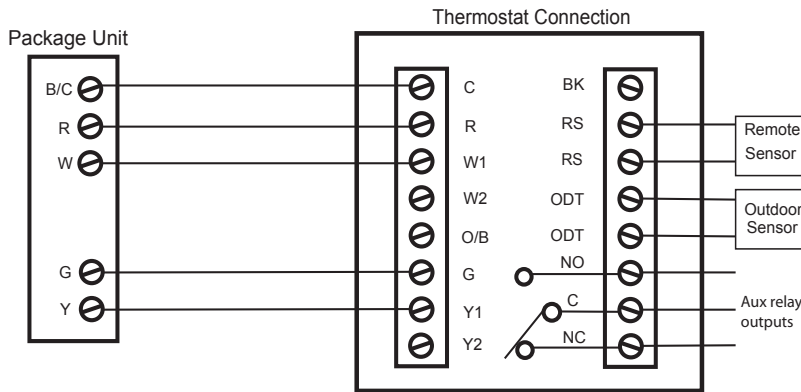 Thermostat Connection
Package Unit
B/C
R
W
G
Y
C
R
W1
W2
O/B
G
Y1
Y2
BK
RS
RS
ODT
ODT
NO
C
NC
Remote
Sensor
Outdoor
Sensor
Aux relay
outputs